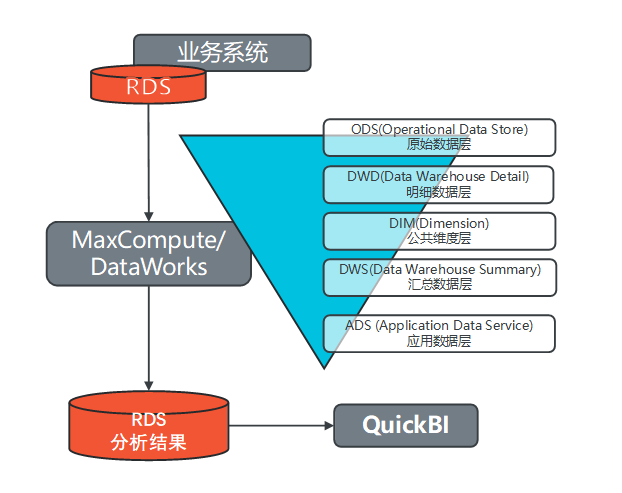 业务系统
RDS
ODS(Operational Data Store)
原始数据层
DWD(Data Warehouse Detail)
明细数据层
DIM(Dimension)
公共维度层
MaxCompute/
DataWorks
DWS(Data Warehouse Summary)
汇总数据层
ADS (Application Data Service)
应用数据层
RDS
分析结果
QuickBI